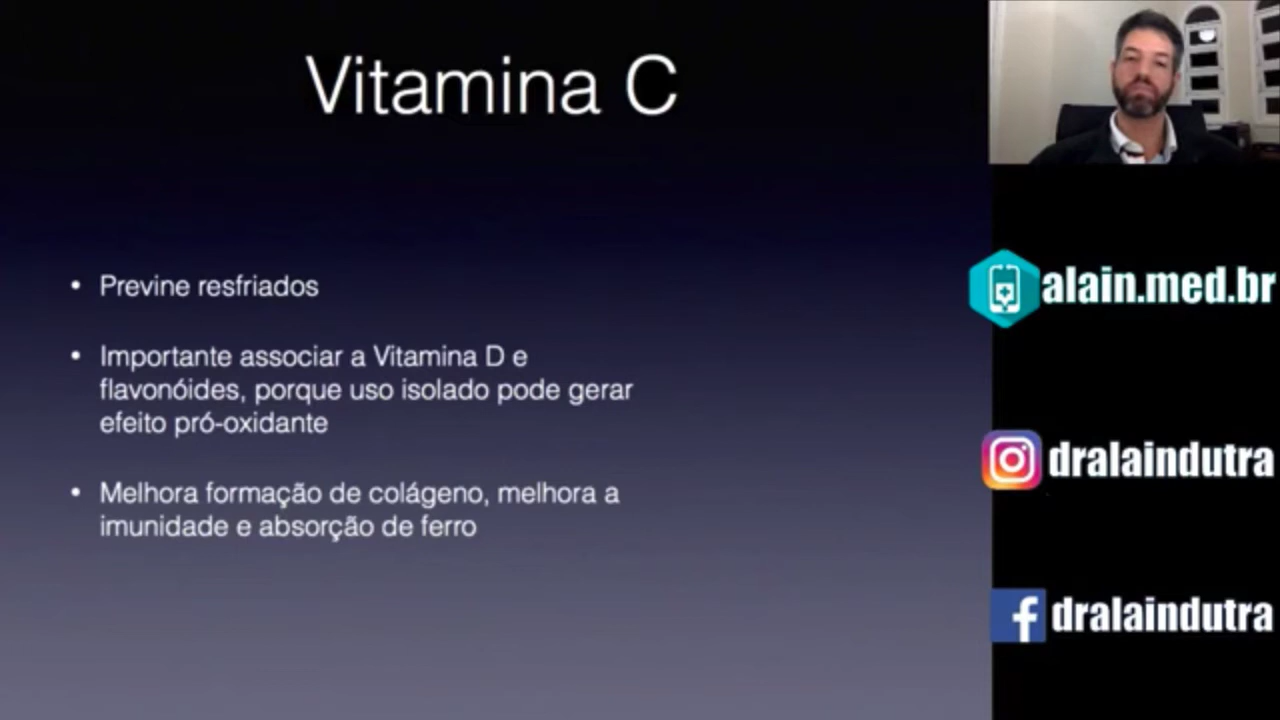 Vitamina C
• Previne resfriados
• Importante associar a Vitamina D e
flavonóides, porque uso isolado pode gerar
efeito pró-oxidante
• Melhora formação de colágeno, melhora a
imunidade e absorção de ferro
alain.med.br
dralaindutra
dralaindutra